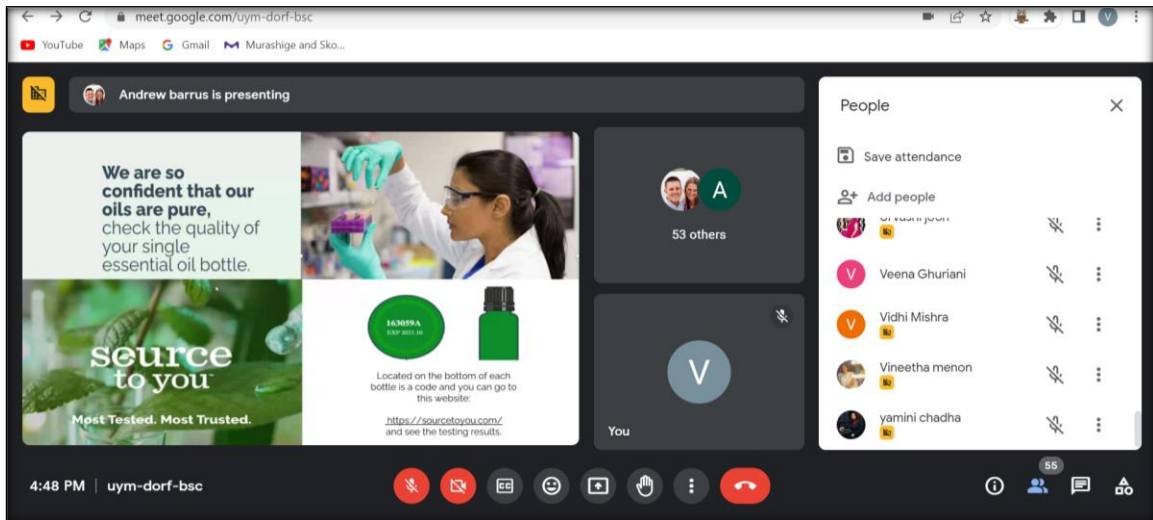 meet.google.com/uym-dorf-bsc
V
YouTube
Maps
Gmail
Murashige and Sko...
Andrew barrus is presenting
We are so
confident that our
oils are pure,
check the quality of
your single
essential oil bottle.
source
to you
Most Tested. Most Trusted.
163059A
EXP 2021.10
Located on the bottom of each
bottle is a code and you can go to
this website:
https://sourcetoyou.com/
and see the testing results.
A
53 others
V
You
People
Save attendance
Add people
V
Veena Ghuriani
V
Vidhi Mishra
Vineetha menon
yamini chadha
4:48 PM | uym-dorf-bsc
CC
55